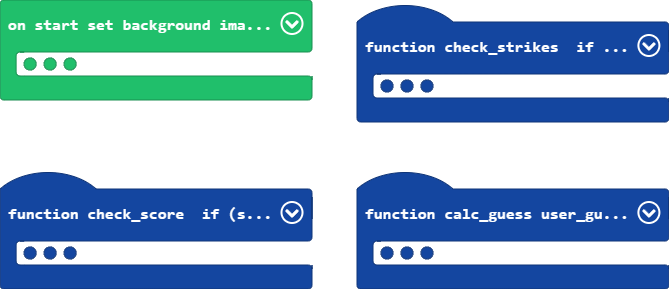 on start set background ima...
function check_strikes if ...
function check_score if (s...
function calc_guess user_gu...